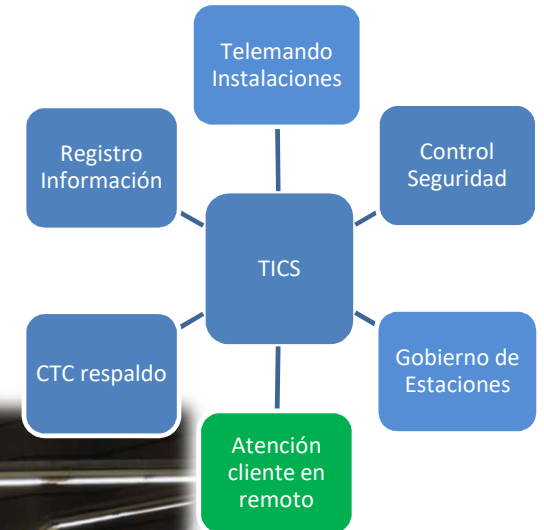 Telemando
Instalaciones
Registro
Información
Control
Seguridad
TICS
CTC respaldo
Gobierno de
Estaciones
Atención
cliente en
remoto